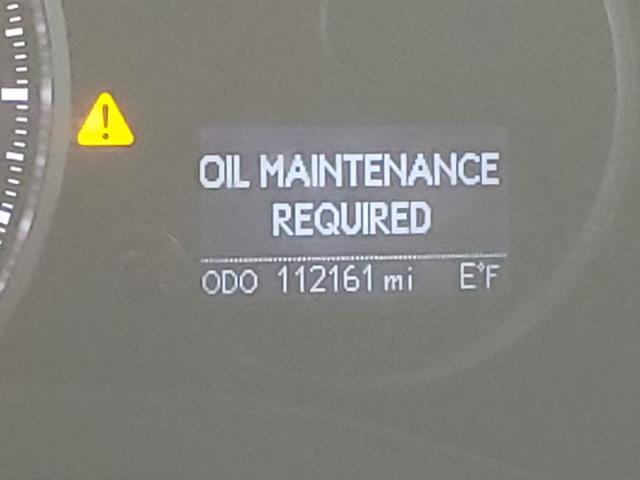 !
OIL MAINTENANCE
REQUIRED
ODO 112161 mi E°F